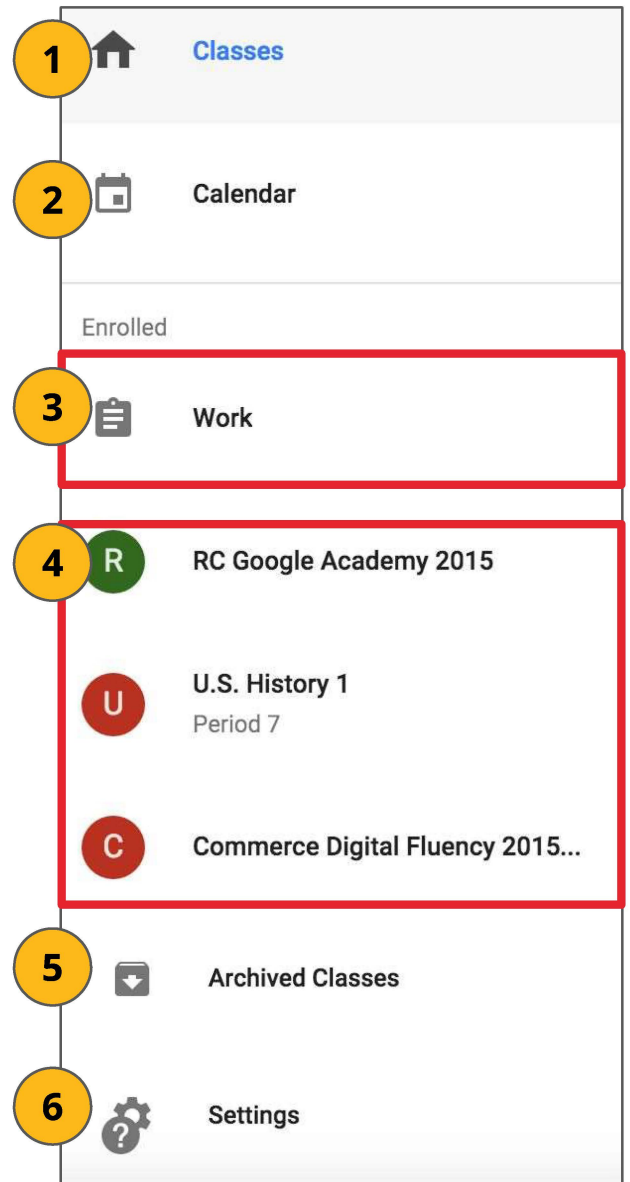 1 Classes
2 Calendar
Enrolled
3 Work
4 R RC Google Academy 2015
U U.S. History 1
Period 7
C Commerce Digital Fluency 2015...
5 Archived Classes
6 ? Settings